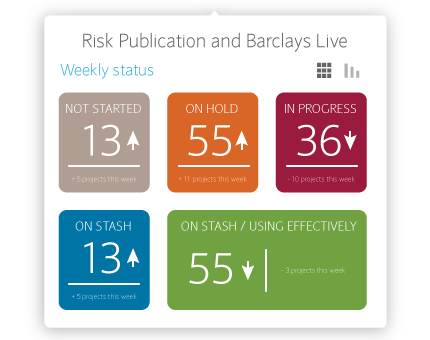 Risk Publication and Barclays Live
Weekly status
NOT STARTED
13
+ 5 projects this week
ON HOLD
55
+ 11 projects this week
IN PROGRESS
36
- 10 projects this week
ON STASH
13
+ 5 projects this week
ON STASH / USING EFFECTIVELY
55
- 3 projects this week